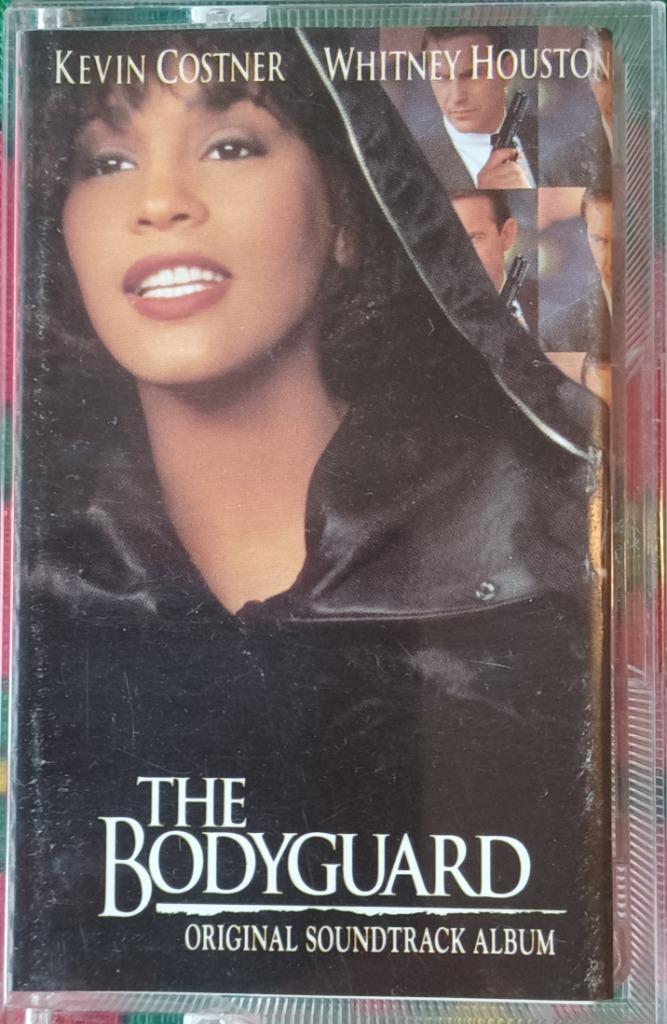 KEVIN COSTNER WHITNEY HOUSTON
THE
BODYGUARD
ORIGINAL SOUNDTRACK ALBUM